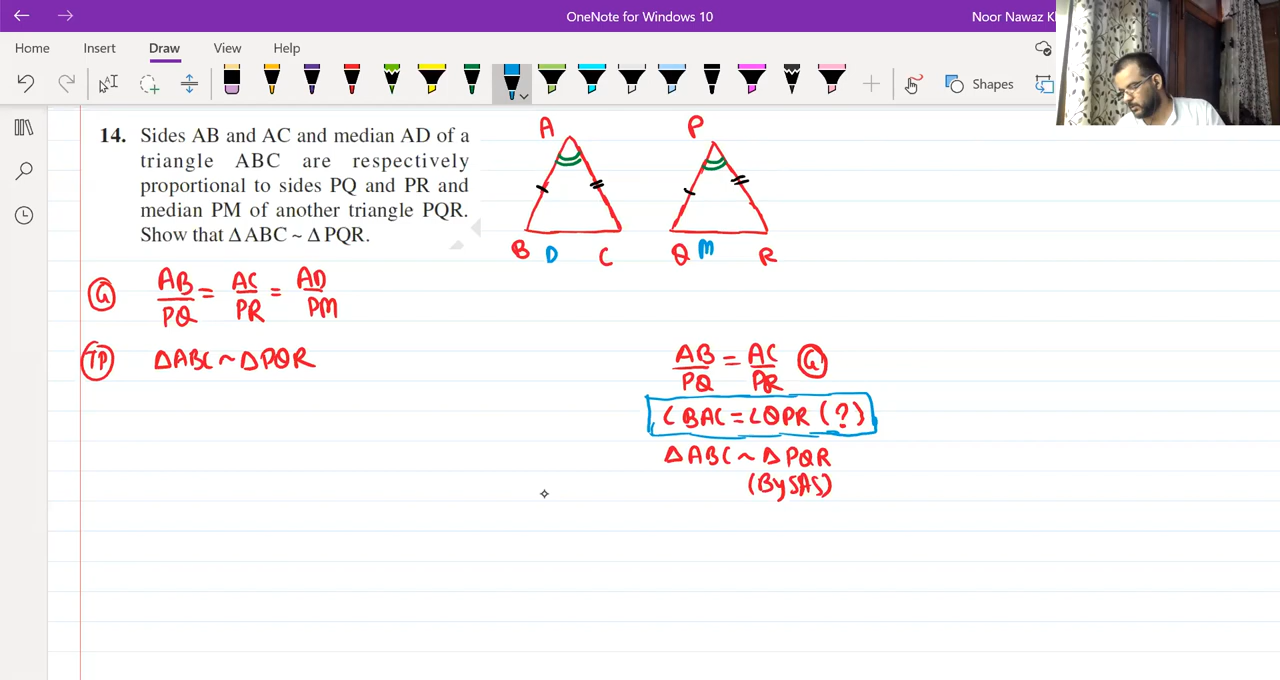 OneNote for Windows 10
Noor Nawaz
Home Insert Draw View Help
Shapes
14. Sides AB and AC and median AD of a
triangle ABC are respectively
proportional to sides PQ and PR and
median PM of another triangle PQR.
Show that Δ ABC ~ Δ PQR.
A
P
B D C
Q M R
G AB/PQ = AC/PR = AD/PM
TP ΔABC ~ ΔPQR
AB/PQ = AC/PR G
∠BAC = ∠QPR (?)
ΔABC ~ ΔPQR
(By SAS)